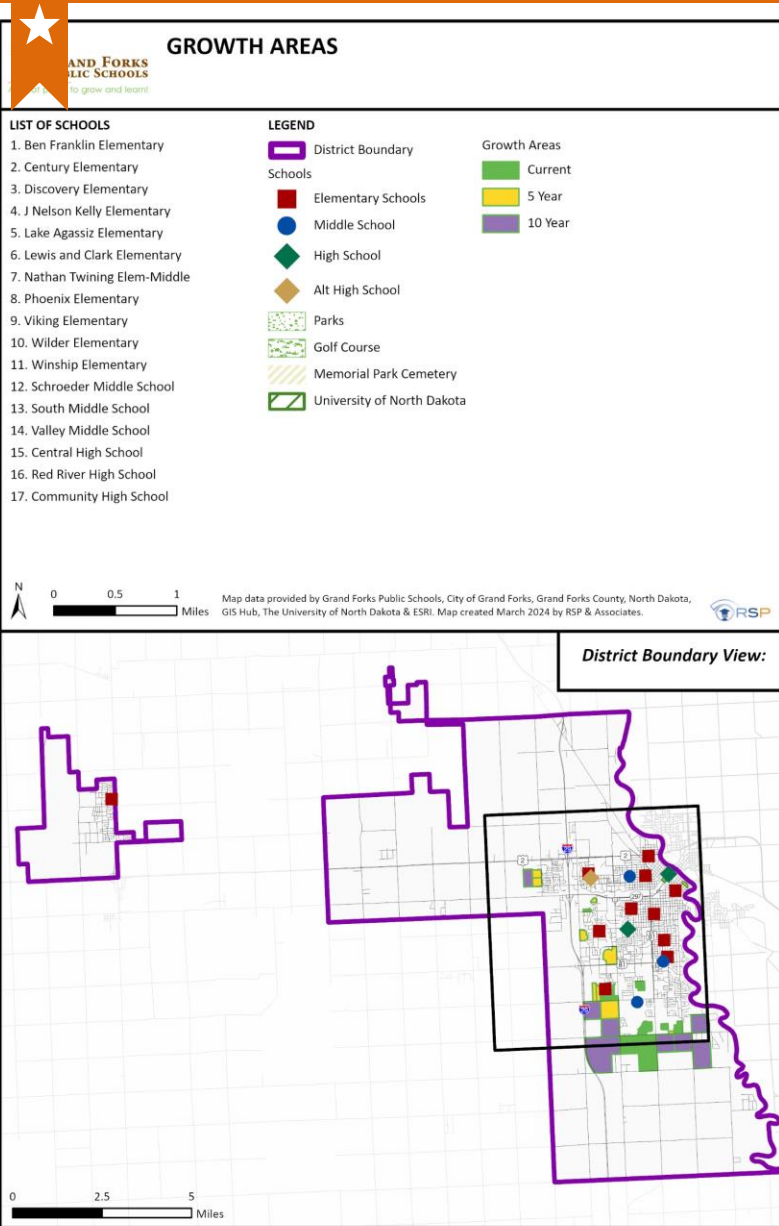 GROWTH AREAS
AND FORKS
LIC SCHOOLS
to grow and learn!
LIST OF SCHOOLS
1. Ben Franklin Elementary
2. Century Elementary
3. Discovery Elementary
4. J Nelson Kelly Elementary
5. Lake Agassiz Elementary
6. Lewis and Clark Elementary
7. Nathan Twining Elem-Middle
8. Phoenix Elementary
9. Viking Elementary
10. Wilder Elementary
11. Winship Elementary
12. Schroeder Middle School
13. South Middle School
14. Valley Middle School
15. Central High School
16. Red River High School
17. Community High School
LEGEND
District Boundary
Schools
Elementary Schools
Middle School
High School
Alt High School
Parks
Golf Course
Memorial Park Cemetery
University of North Dakota
Growth Areas
Current
5 Year
10 Year
N
0 0.5 1
Miles
Map data provided by Grand Forks Public Schools, City of Grand Forks, Grand Forks County, North Dakota,
GIS Hub, The University of North Dakota & ESRI. Map created March 2024 by RSP & Associates.
RSP
District Boundary View:
2
2
0 2.5 5
Miles